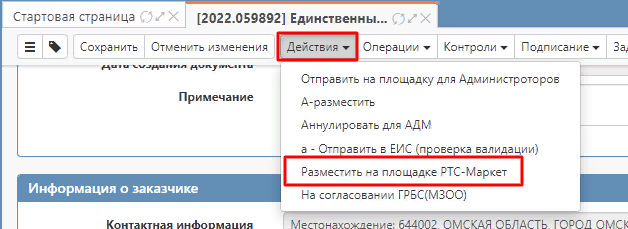 Стартовая страница [2022.059892] Единственны...
Сохранить Отменить изменения Действия Операции Контроли Подписание Зад
Дата создания документа
Отправить на площадку для Администроторов
Примечание
А-разместить
Аннулировать для АДМ
а - Отправить в ЕИС (проверка валидации)
Разместить на площадке РТС-Маркет
Информация о заказчике
На согласовании ГРБС(МЗОО)
Контактная информация Местонахождение: 644002, ОМСКАЯ ОБЛАСТЬ, ГОРОД ОМС